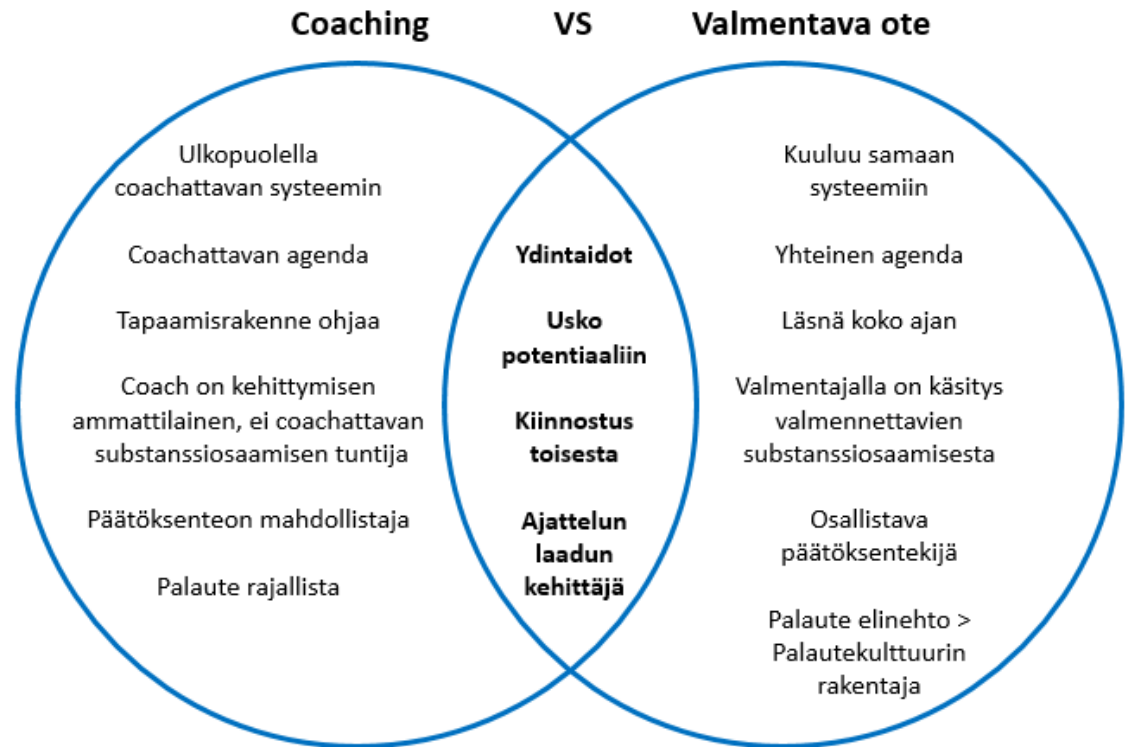 Coaching VS Valmentava ote
Ulkopuolella
coachattavan systeemin
Coachattavan agenda
Tapaamisrakenne ohjaa
Coach on kehittymisen
ammattilainen, ei coachattavan
substanssiosaamisen tuntija
Päätöksenteon mahdollistaja
Palaute rajallista
Ydintaidot
Usko
potentiaaliin
Kiinnostus
toisesta
Ajattelun
laadun
kehittäjä
Kuuluu samaan
systeemiin
Yhteinen agenda
Läsnä koko ajan
Valmentajalla on käsitys
valmennettavien
substanssiosaamisesta
Osallistava
päätöksentekijä
Palaute elinehto >
Palautekulttuurin
rakentaja